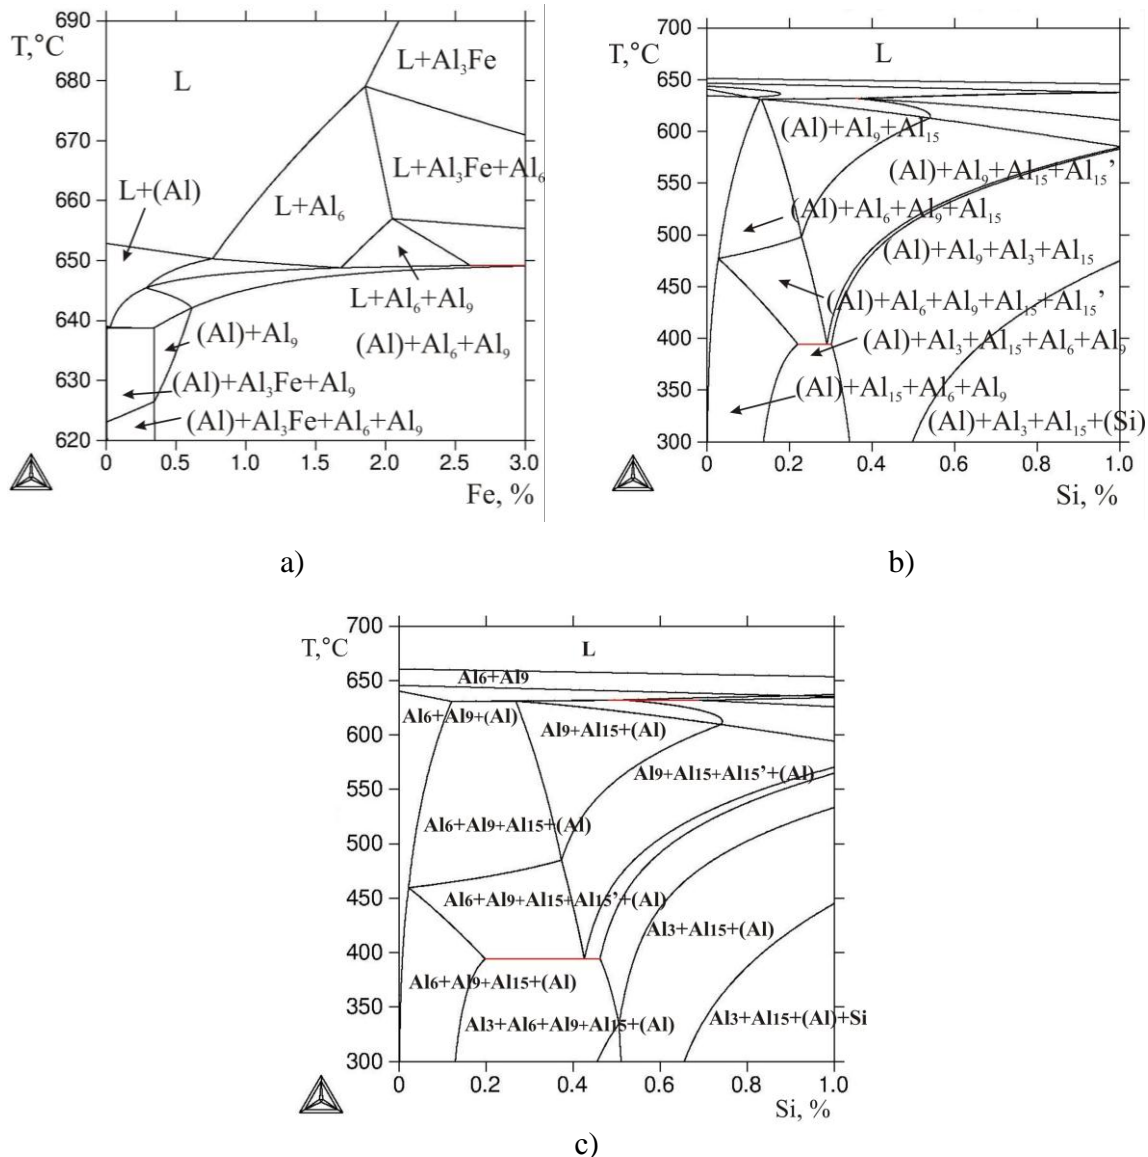 690
T,°C
680
670
660
650
640
630
620
L
L+Al₃Fe
L+Al₃Fe+Al₆
L+(Al)
L+Al₆
L+Al₆+Al₉
(Al)+Al₉
(Al)+Al₆+Al₉
(Al)+Al₃Fe+Al₉
(Al)+Al₃Fe+Al₆+Al₉
0 0.5 1.0 1.5 2.0 2.5 3.0
Fe, %
a)
b)
700
T,°C
650
600
550
500
450
400
350
300
L
(Al)+Al₉+Al₁₅
(Al)+Al₉+Al₁₅+Al₁₅’
(Al)+Al₆+Al₉+Al₁₅
(Al)+Al₉+Al₃+Al₁₅
(Al)+Al₆+Al₉+Al₁₅+Al₁₅’
(Al)+Al₃+Al₁₅+Al₆+Al₉
(Al)+Al₁₅+Al₆+Al₉
(Al)+Al₃+Al₁₅+(Si)
0 0.2 0.4 0.6 0.8 1.0
Si, %
b)
700
T,°C
650
600
550
500
450
400
350
300
L
Al6+Al9
Al6+Al9+(Al)
Al9+Al15+(Al)
Al9+Al15+Al15’+(Al)
Al6+Al9+Al15+(Al)
Al6+Al9+Al15+Al15’+(Al)
Al3+Al15+(Al)
Al6+Al9+Al15+(Al)
Al3+Al6+Al9+Al15+(Al)
Al3+Al15+(Al)+Si
0 0.2 0.4 0.6 0.8 1.0
Si, %
c)